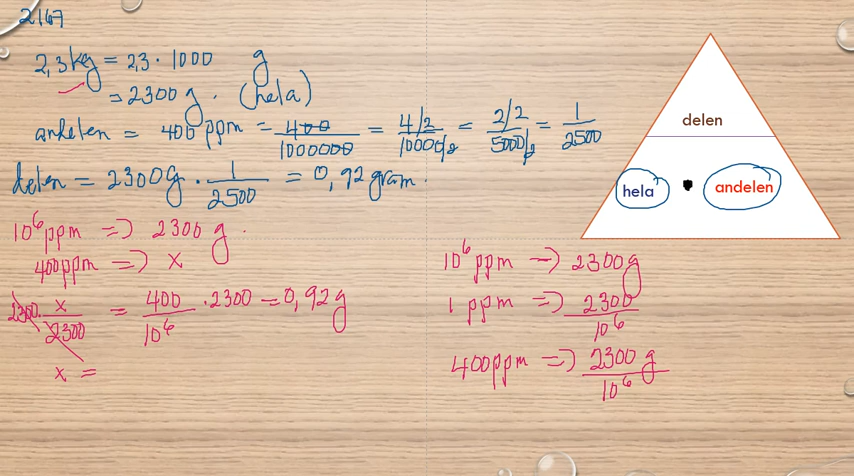 2167
2,3kg = 2,3 · 1000 g
= 2300 g. (hela)
andelen = 400 ppm = 400/1000000 = 4/2/10000/2 = 2/2/5000/2 = 1/2500
delen = 2300g · 1/2500 = 0,92 gram.
10⁶ ppm => 2300 g.
400ppm => x
2300 · x/2300 = 400/10⁶ · 2300 = 0,92 g
x =
delen
hela · andelen
10⁶ ppm => 2300g
1 ppm => 2300/10⁶
400ppm => 2300 g/10⁶